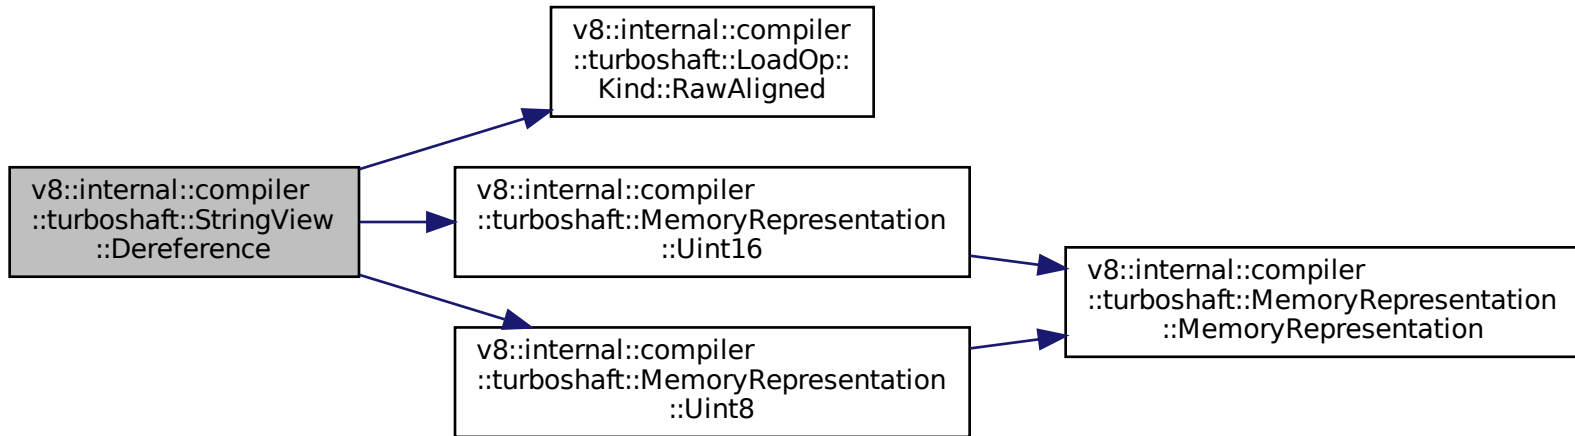 v8::internal::compiler
::turboshaft::LoadOp::
Kind::RawAligned
v8::internal::compiler
::turboshaft::StringView
::Dereference
v8::internal::compiler
::turboshaft::MemoryRepresentation
::Uint16
v8::internal::compiler
::turboshaft::MemoryRepresentation
::MemoryRepresentation
v8::internal::compiler
::turboshaft::MemoryRepresentation
::Uint8